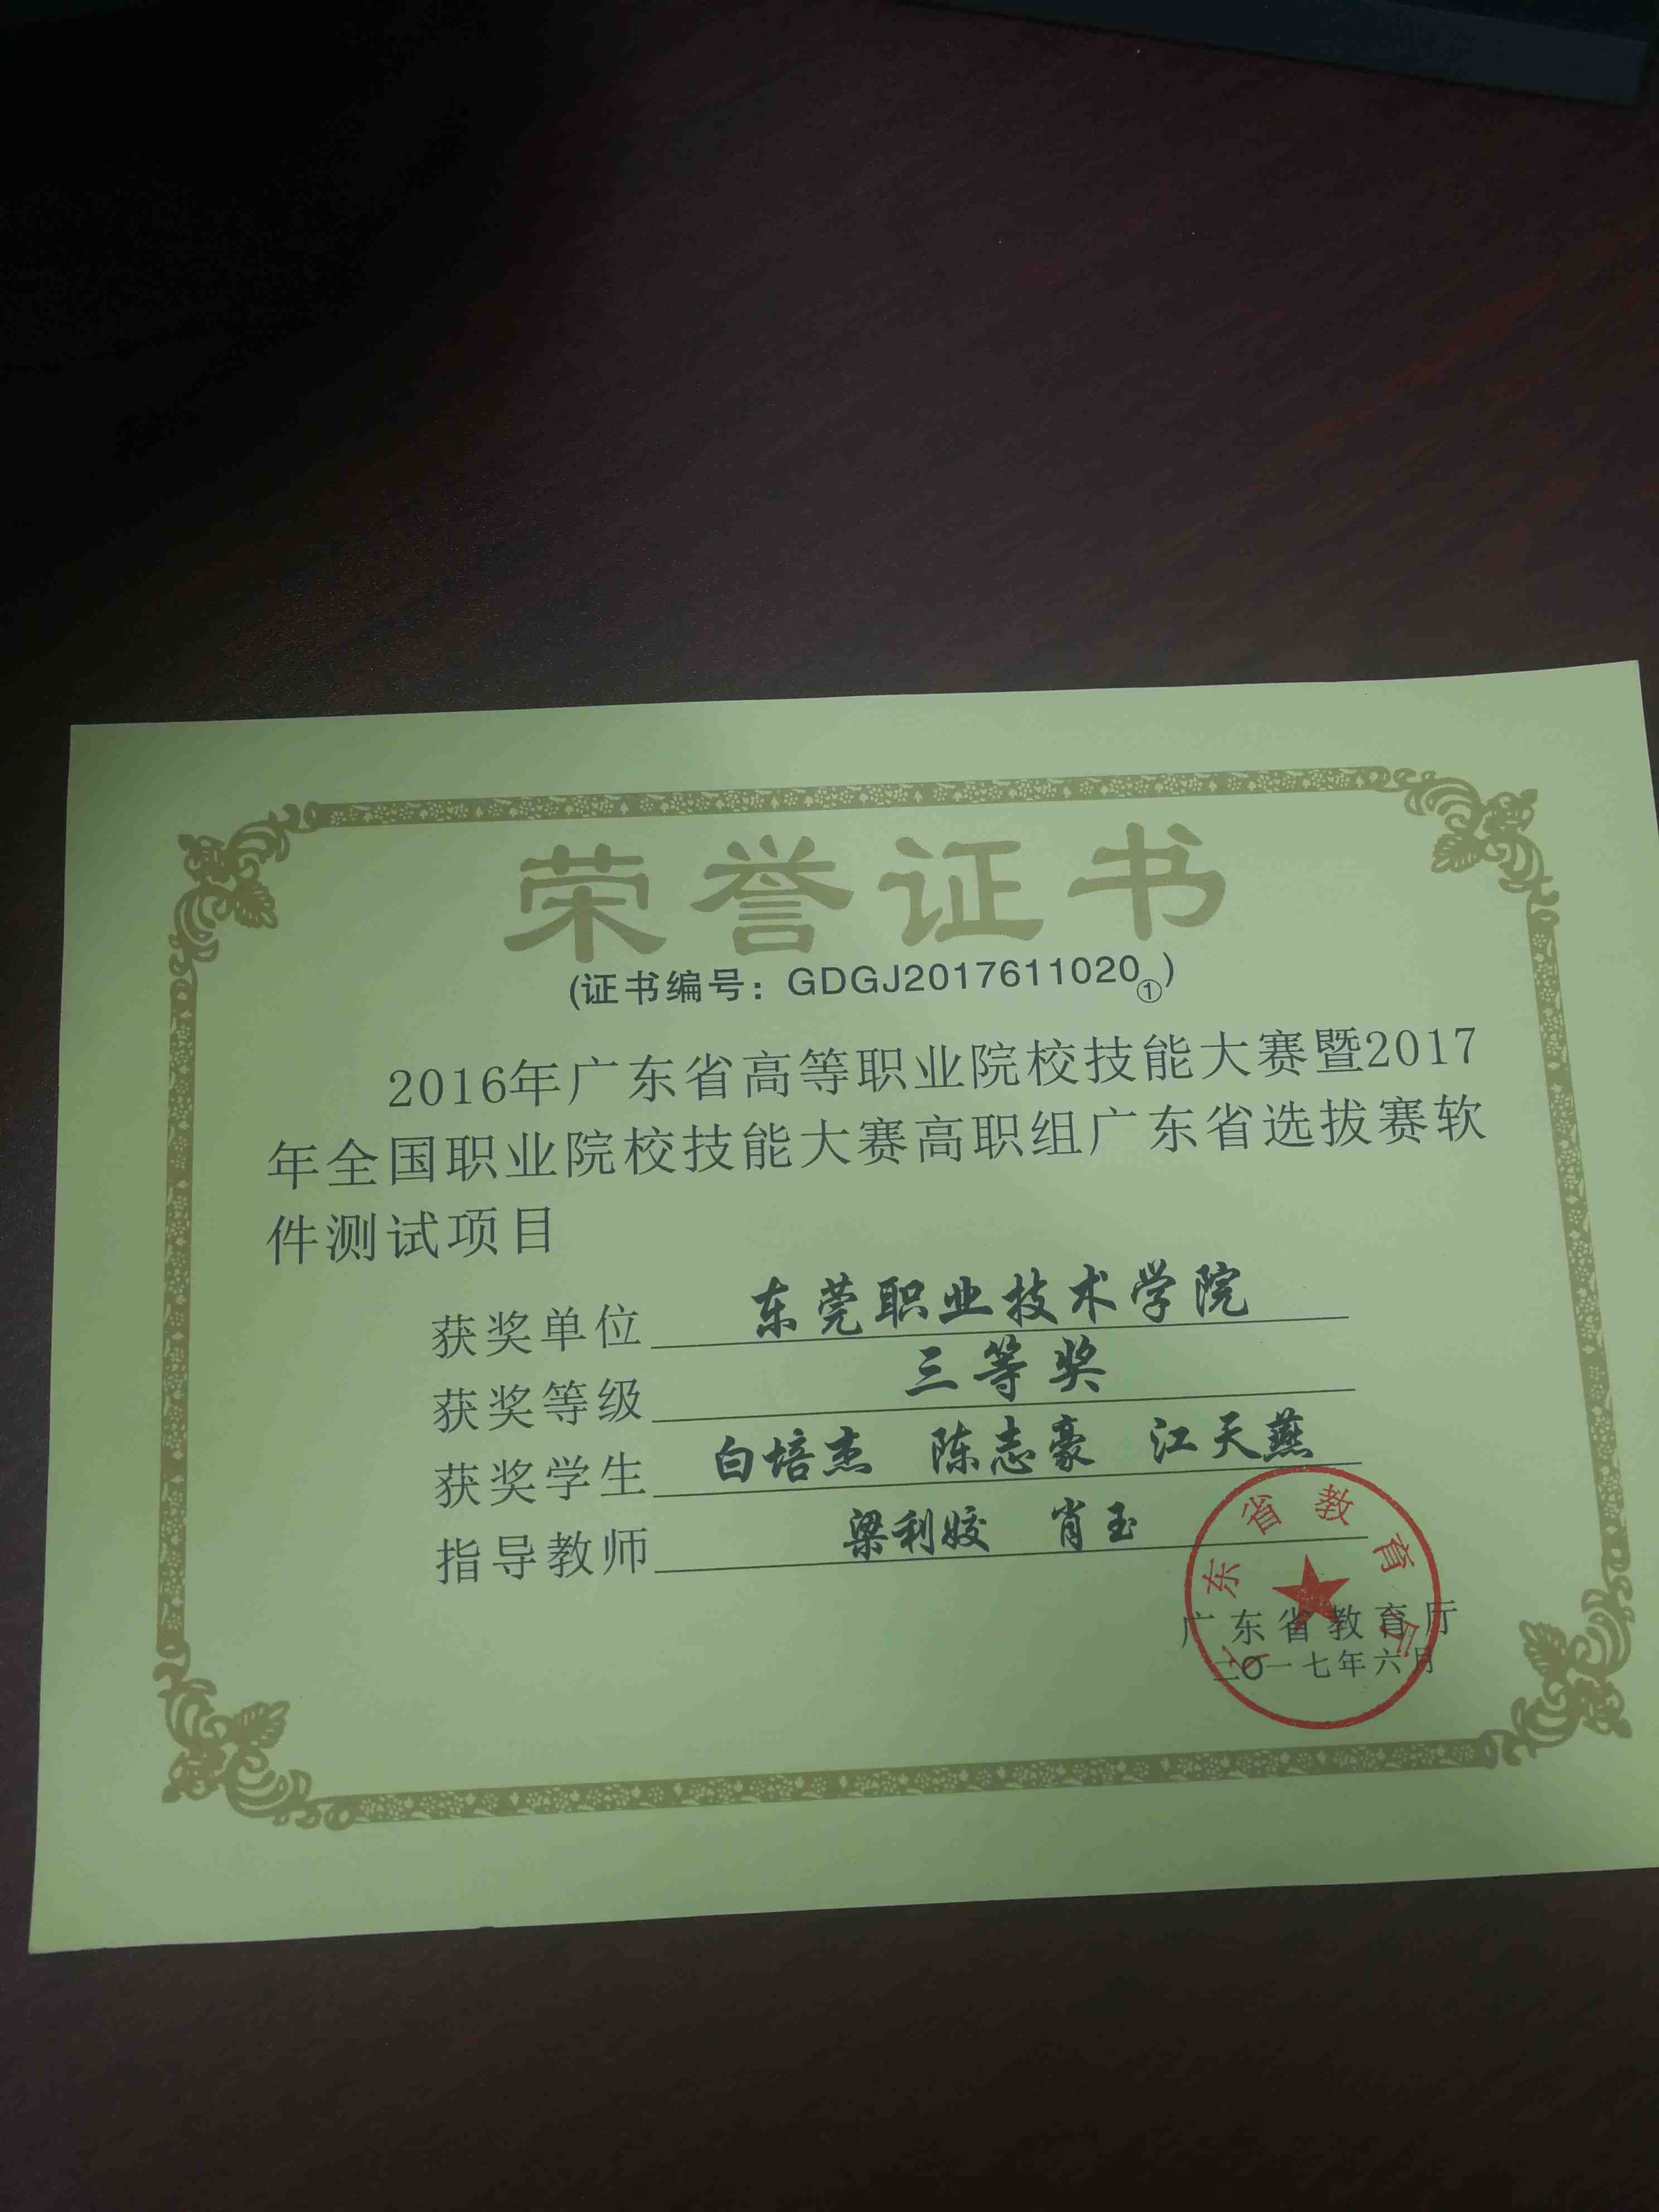 荣誉证书
(证书编号：GDGJ2017611020①)
2016年广东省高等职业院校技能大赛暨2017
年全国职业院校技能大赛高职组广东省选拔赛软
件测试项目
获奖单位 东莞职业技术学院
获奖等级 三等奖
获奖学生 白培杰 陈志豪 江天燕
指导教师 梁利姣 肖玉
广东省教育厅
广东省教育厅
二〇一七年六月